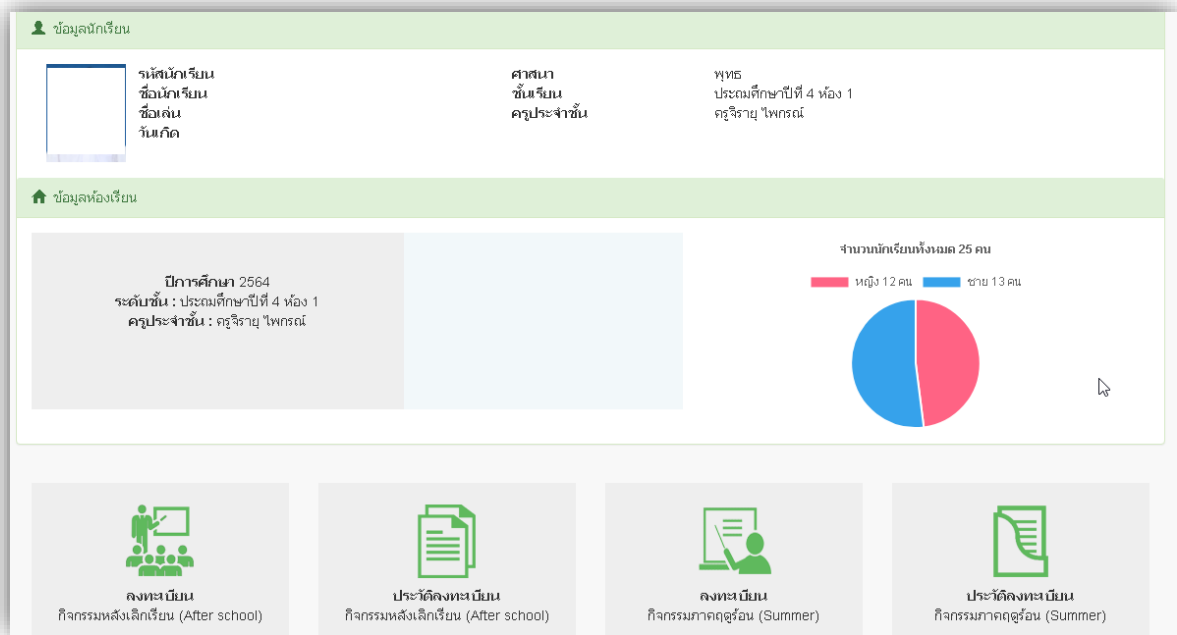 ข้อมูลนักเรียน
รหัสนักเรียน
ชื่อนักเรียน
ชื่อเล่น
วันเกิด
ศาสนา พุทธ
ชั้นเรียน ประถมศึกษาปีที่ 4 ห้อง 1
ครูประจำชั้น ครูจิรายุ ไพกรณ์
ข้อมูลห้องเรียน
ปีการศึกษา 2564
ระดับชั้น : ประถมศึกษาปีที่ 4 ห้อง 1
ครูประจำชั้น : ครูจิรายุ ไพกรณ์
จำนวนนักเรียนทั้งหมด 25 คน
หญิง 12 คน ชาย 13 คน
ลงทะเบียน
กิจกรรมหลังเลิกเรียน (After school)
ประวัติลงทะเบียน
กิจกรรมหลังเลิกเรียน (After school)
ลงทะเบียน
กิจกรรมภาคฤดูร้อน (Summer)
ประวัติลงทะเบียน
กิจกรรมภาคฤดูร้อน (Summer)